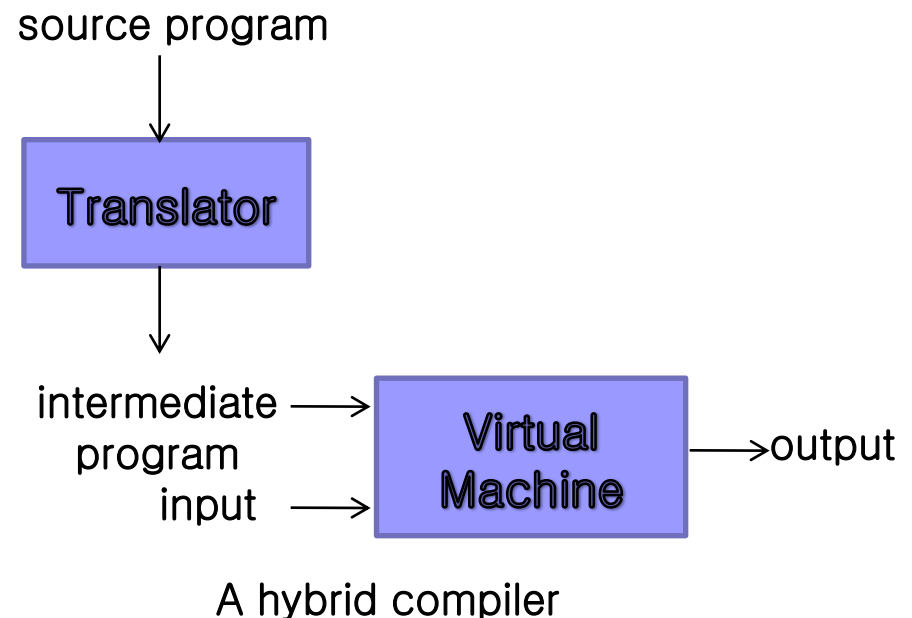 source program
Translator
intermediate
program
input
Virtual
Machine
output
A hybrid compiler